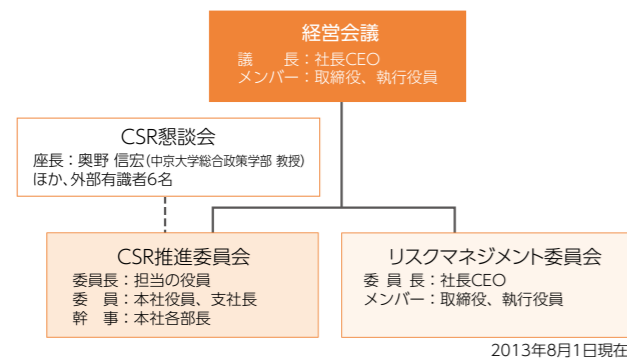 経営会議
議　長：社長CEO
メンバー：取締役、執行役員
CSR懇談会
座長：奥野 信宏(中京大学総合政策学部 教授)
ほか、外部有識者6名
CSR推進委員会
委員長：担当の役員
委　員：本社役員、支社長
幹　事：本社各部長
リスクマネジメント委員会
委 員 長：社長CEO
メンバー：取締役、執行役員
2013年8月1日現在